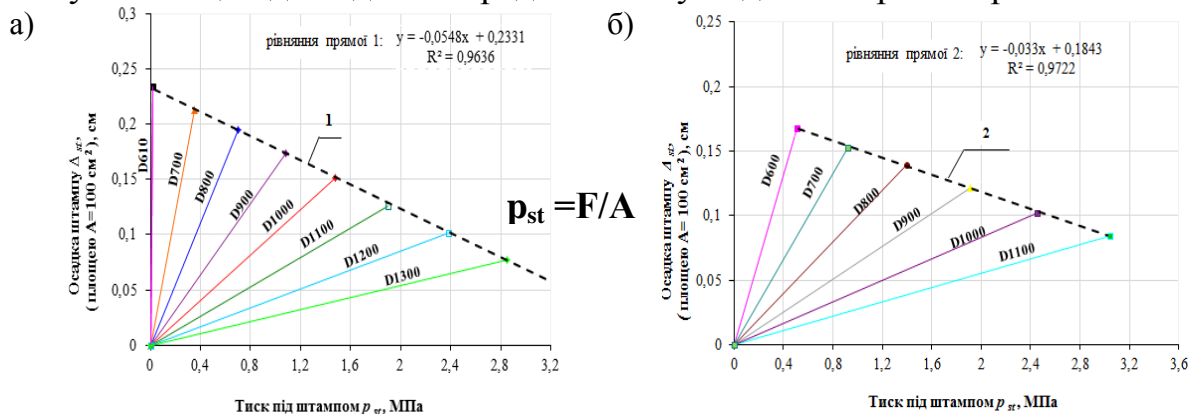 а)
рівняння прямої 1: y = -0,0548x + 0,2331
R² = 0,9636
0,3
0,25
0,2
0,15
0,1
0,05
0
Осадка штампу Δst,
( площею A=100 см²), см
D610
D700
D800
D900
D1000
D1100
D1200
D1300
1
0 0,4 0,8 1,2 1,6 2 2,4 2,8 3,2
Тиск під штампом p st, МПа
pst =F/A
б)
рівняння прямої 2: y = -0,033x + 0,1843
R² = 0,9722
0,25
0,2
0,15
0,1
0,05
0
Осадка штампу Δst,
( площею A= 100 см²), см
D600
D700
D800
D900
D1000
D1100
2
0 0,4 0,8 1,2 1,6 2 2,4 2,8 3,2 3,6
Тиск під штампом p st, МПа